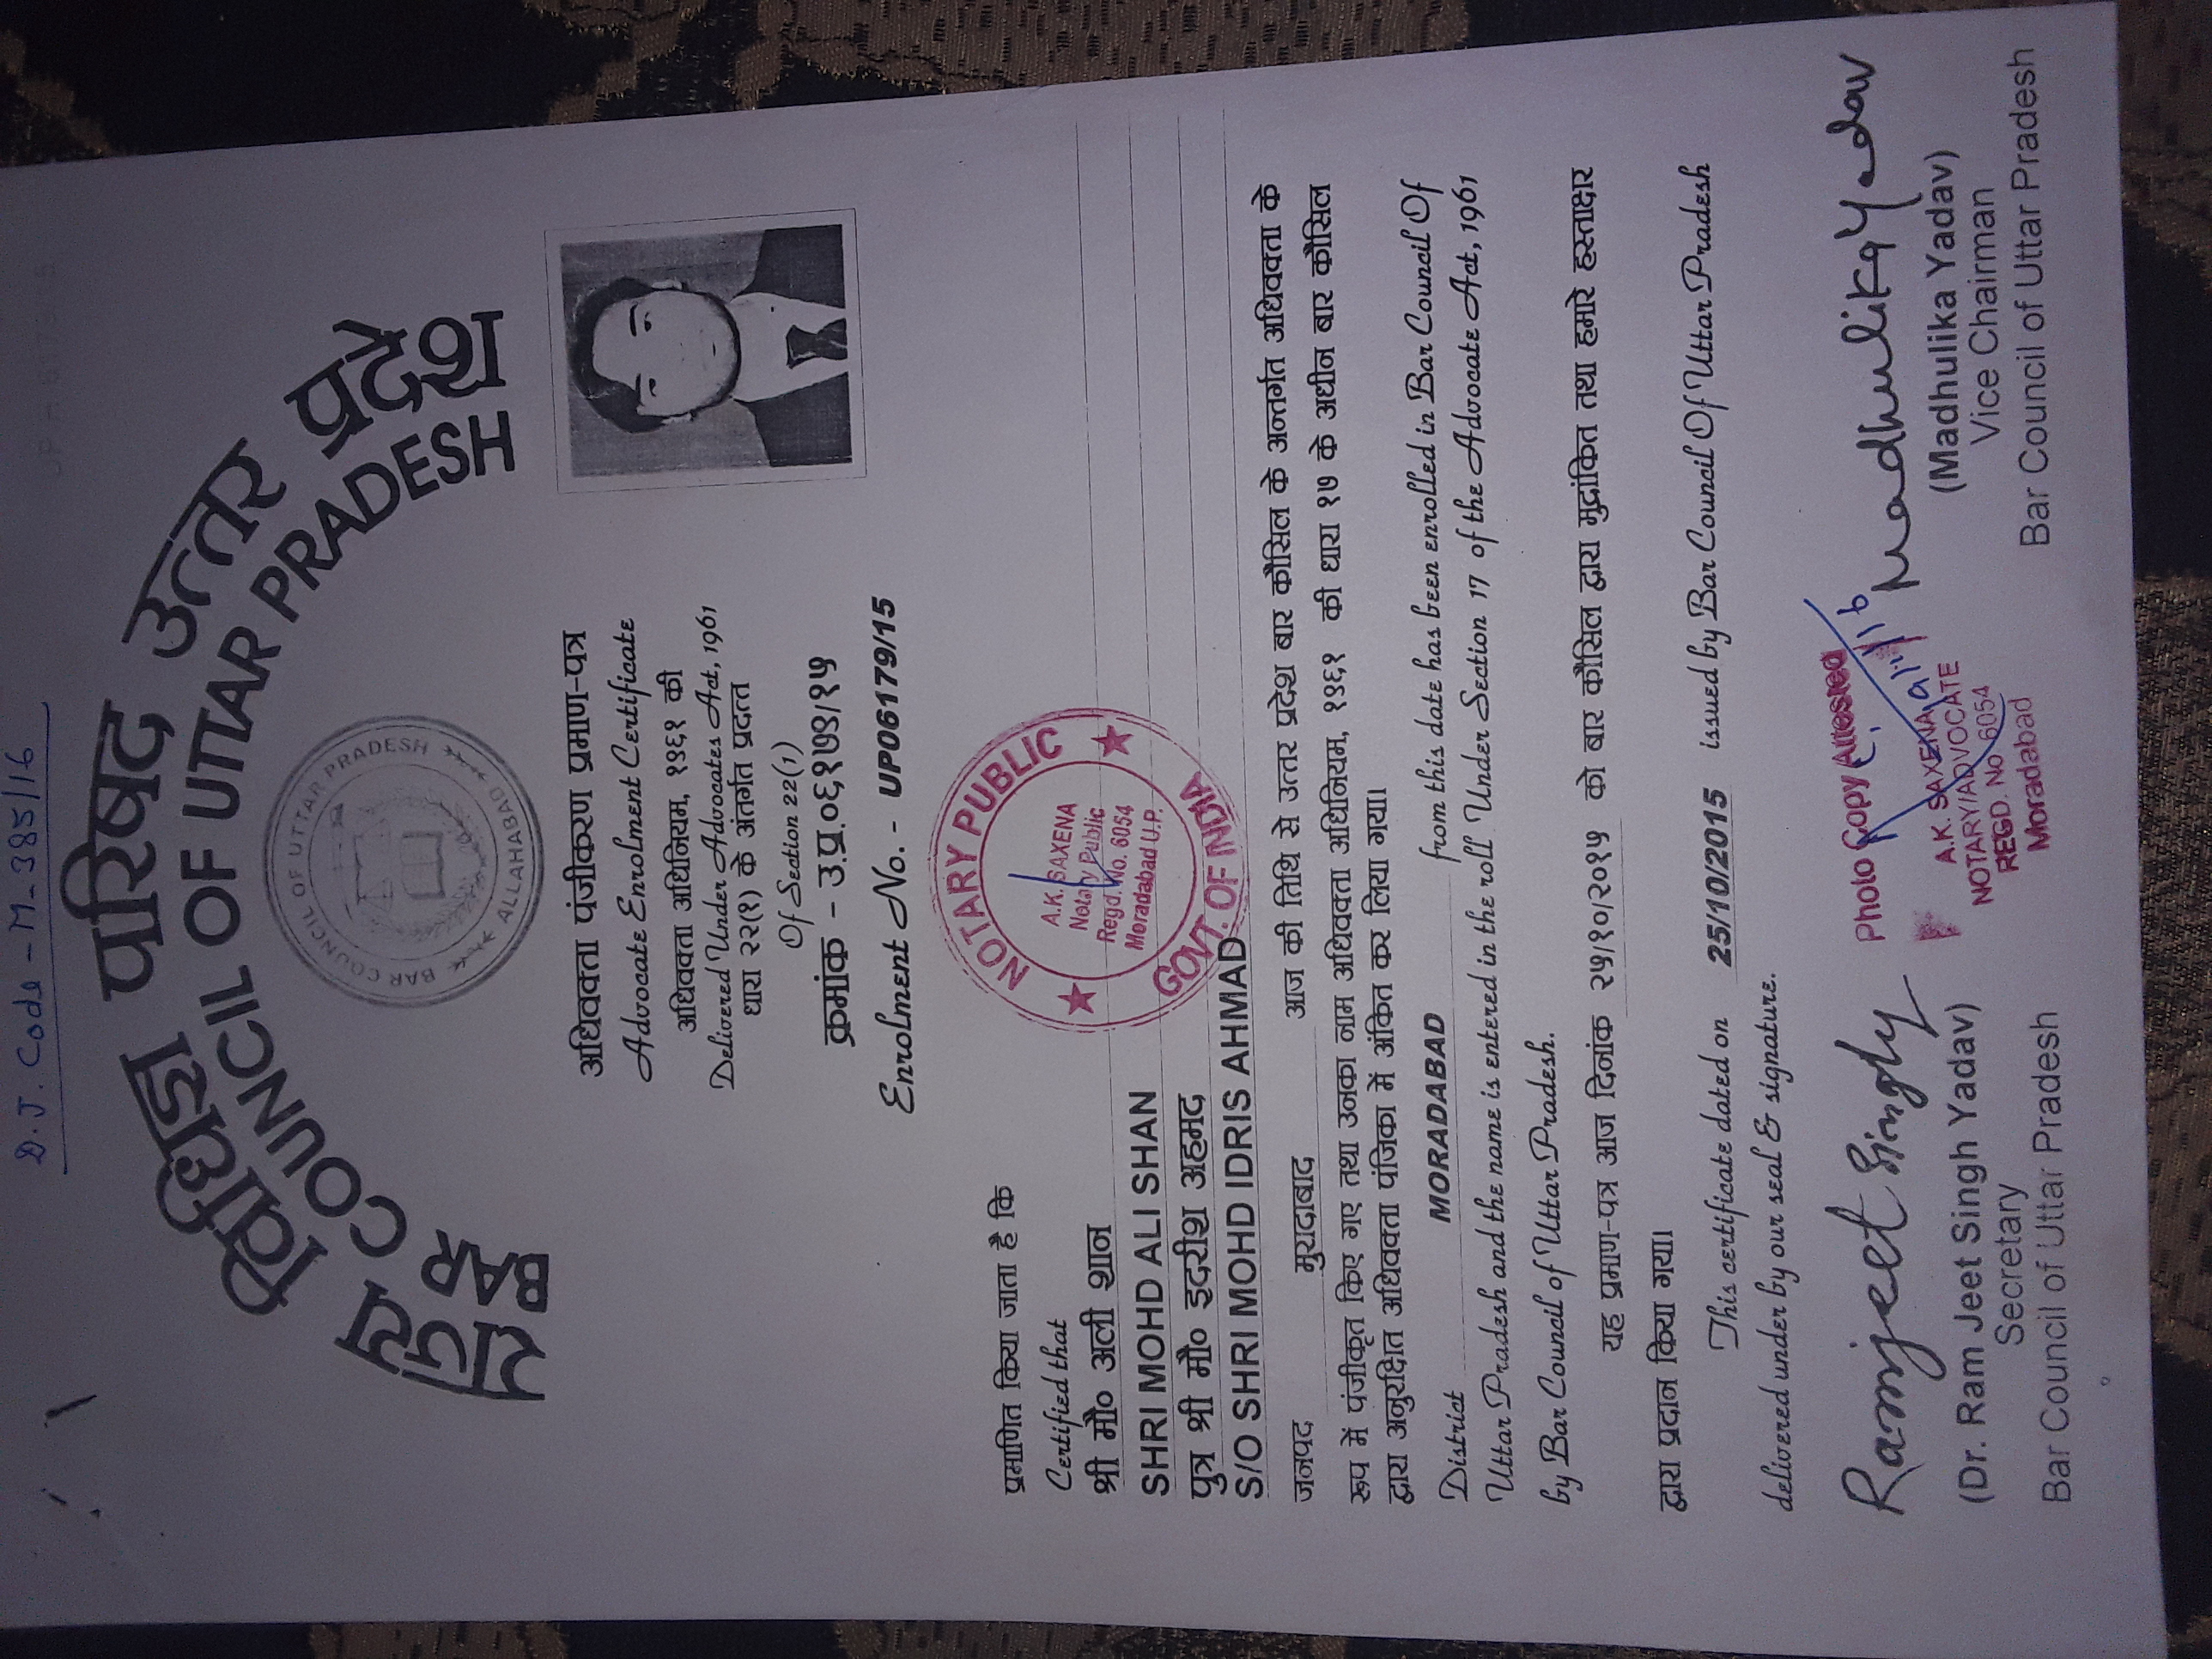 D.J. Code - M-385/16
राज्य विधिज्ञ परिषद उत्तर प्रदेश
BAR COUNCIL OF UTTAR PRADESH
BAR COUNCIL OF UTTAR PRADESH
ALLAHABAD
अधिवक्ता पंजीकरण प्रमाण-पत्र
Advocate Enrolment Certificate
अधिवक्ता अधिनियम, १९६१ की
Delivered Under Advocates Act, 1961
धारा २२(१) के अंतर्गत प्रदत्त
Of Section 22(1)
क्रमांक - उ.प्र.०६१७९/१५
Enrolment No. - UP06179/15
NOTARY PUBLIC
A.K. SAXENA
Notary Public
Regd. No. 6054
Moradabad U.P.
GOVT. OF INDIA
प्रमाणित किया जाता है कि
Certified that
श्री मौ० अली शान
SHRI MOHD ALI SHAN
पुत्र श्री मौ० इदरीश अहमद
S/O SHRI MOHD IDRIS AHMAD
जनपद मुरादाबाद आज की तिथि से उत्तर प्रदेश बार कौसिल के अन्तर्गत अधिवक्ता के
रूप में पंजीकृत किए गए तथा उनका नाम अधिवक्ता अधिनियम, १९६१ की धारा १७ के अधीन बार कौसिल
द्वारा अनुरक्षित अधिवक्ता पंजिका में अंकित कर लिया गया।
District MORADABAD from this date has been enrolled in Bar Council Of
Uttar Pradesh and the name is entered in the roll Under Section 17 of the Advocate Act, 1961
by Bar Council of Uttar Pradesh.
यह प्रमाण-पत्र आज दिनांक २५/१०/२०१५ को बार कौसिल द्वारा मुद्रांकित तथा हमारे हस्ताक्षर
द्वारा प्रदान किया गया।
This certificate dated on 25/10/2015 issued by Bar Council Of Uttar Pradesh
delivered under by our seal & signature.
Ramjeet Singh
(Dr. Ram Jeet Singh Yadav)
Secretary
Bar Council of Uttar Pradesh
Photo Copy Attested
A.K. SAXENA
NOTARY/ADVOCATE
REGD. No 6054
Moradabad
Madhulika Yadav
(Madhulika Yadav)
Vice Chairman
Bar Council of Uttar Pradesh